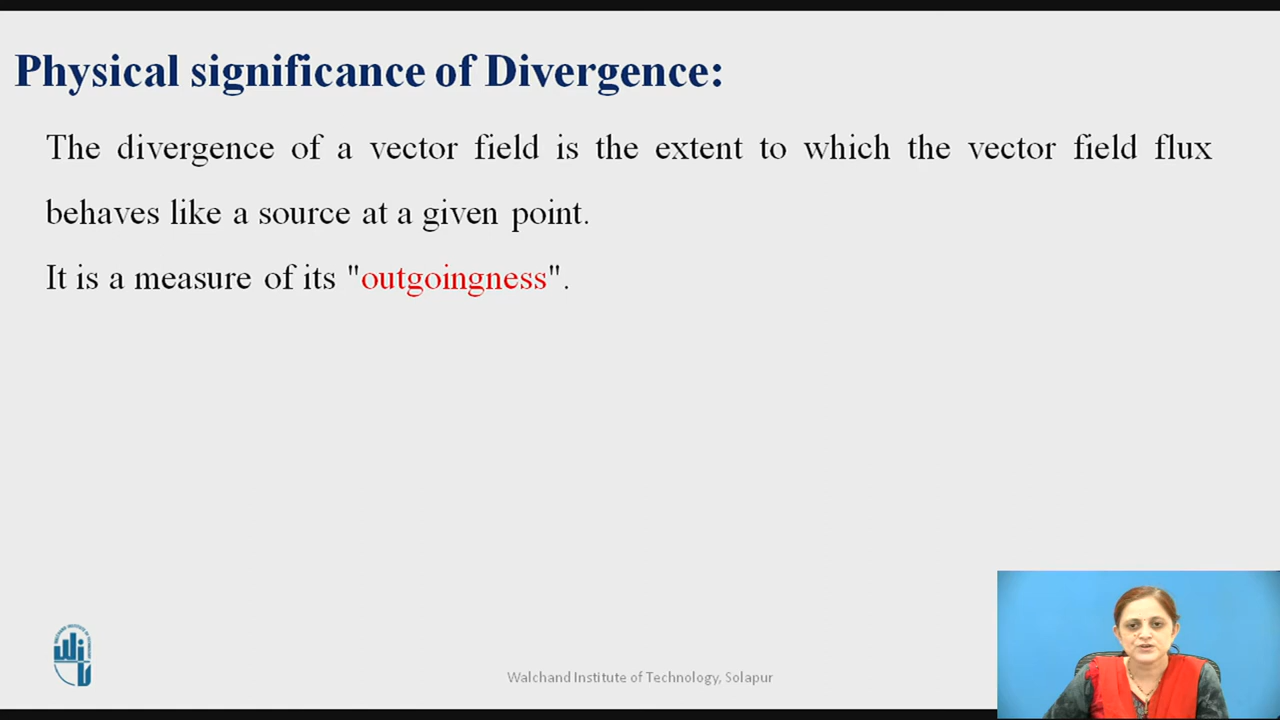 Physical significance of Divergence:
The divergence of a vector field is the extent to which the vector field flux
behaves like a source at a given point.
It is a measure of its "outgoingness".
Walchand Institute of Technology, Solapur